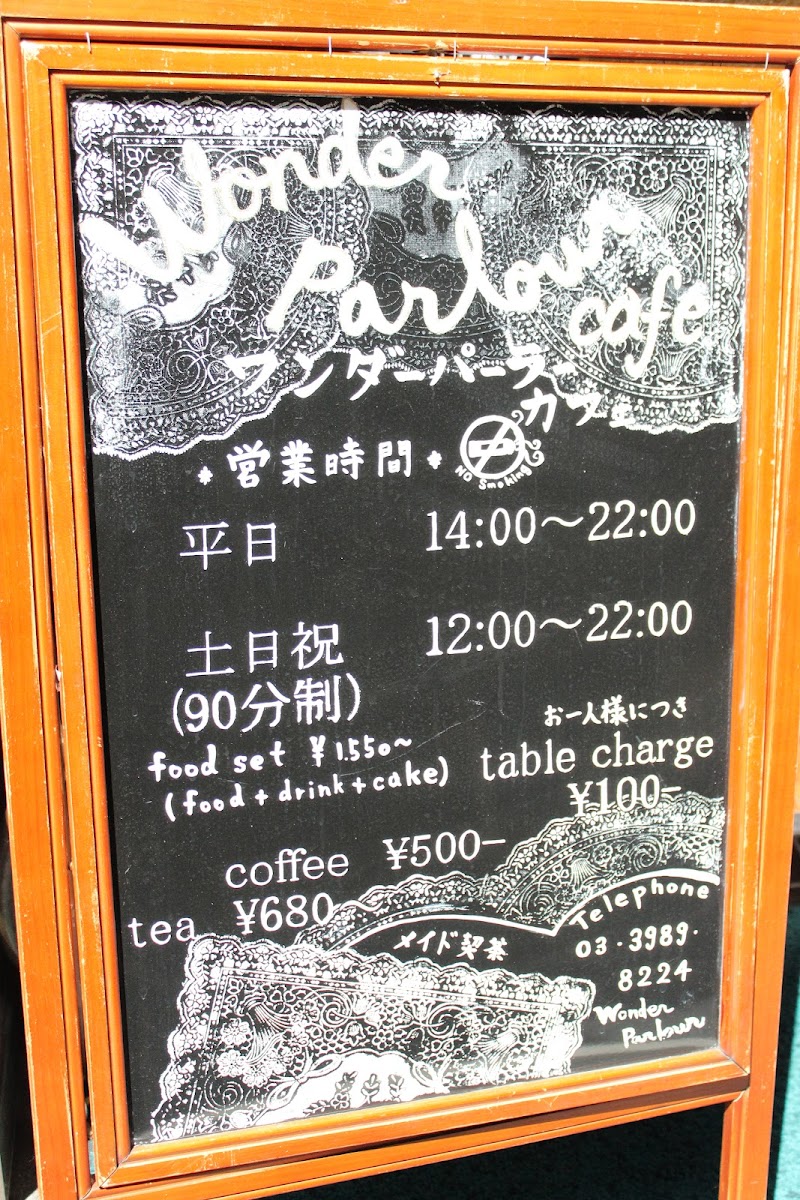 Wonder
Parlour
cafe
ワンダーパーラー
カフェ
*営業時間*
NO Smoking
平日 14:00～22:00
土日祝 12:00～22:00
(90分制)
food set ¥1.550~
(food + drink + cake)
お一人様につき
table charge
¥100-
coffee ¥500-
tea ¥680
メイド喫茶
Telephone
03・3989・
8224
Wonder
Parlour